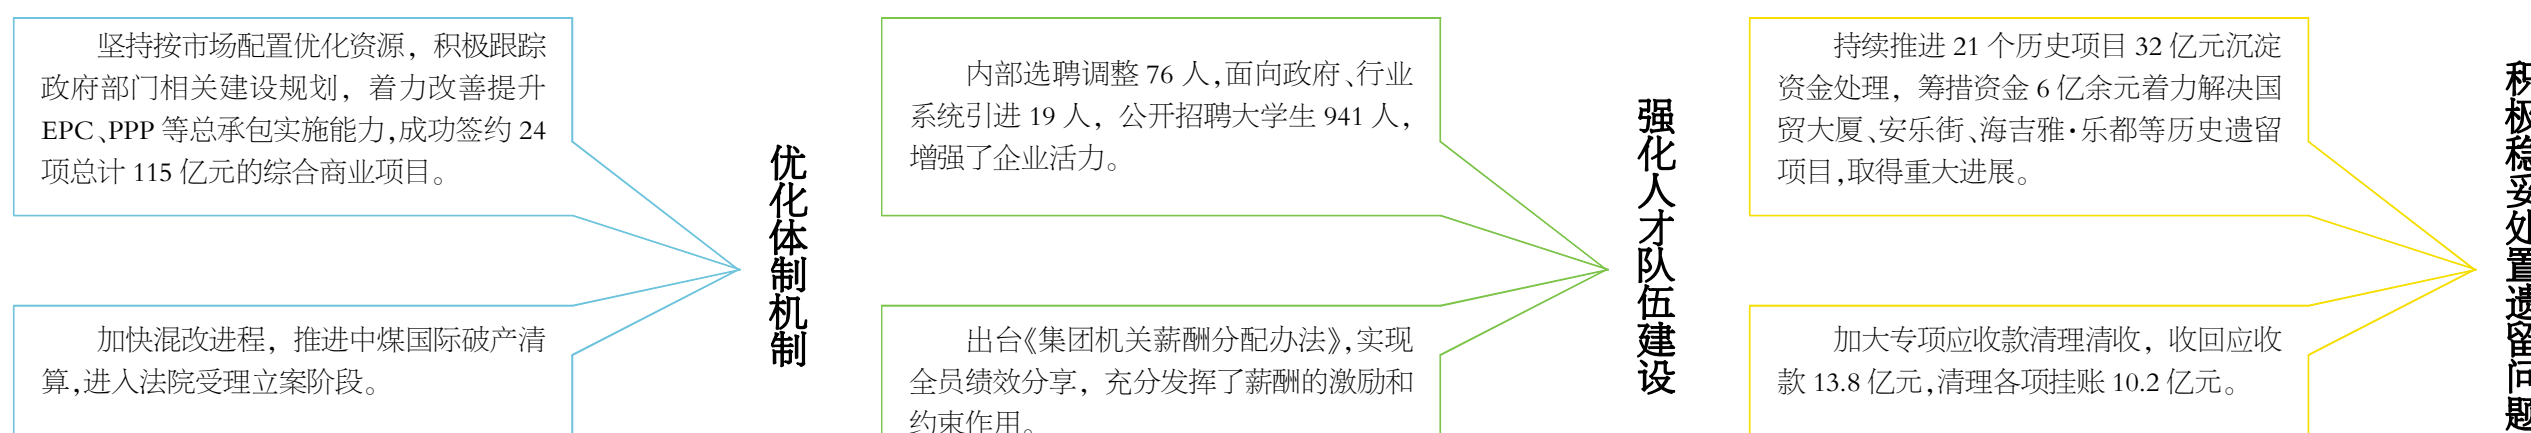 坚持按市场配置优化资源，积极跟踪
政府部门相关建设规划，着力改善提升
EPC、PPP 等总承包实施能力,成功签约 24
项总计 115 亿元的综合商业项目。
加快混改进程，推进中煤国际破产清
算,进入法院受理立案阶段。
优化体制机制
内部选聘调整 76 人,面向政府、行业
系统引进 19 人，公开招聘大学生 941 人，
增强了企业活力。
出台《集团机关薪酬分配办法》,实现
全员绩效分享，充分发挥了薪酬的激励和
约束作用。
强化人才队伍建设
持续推进 21 个历史项目 32 亿元沉淀
资金处理，筹措资金 6 亿余元着力解决国
贸大厦、安乐街、海吉雅·乐都等历史遗留
项目,取得重大进展。
加大专项应收款清理清收，收回应收
款 13.8 亿元,清理各项挂账 10.2 亿元。
积极稳妥处置遗留问题